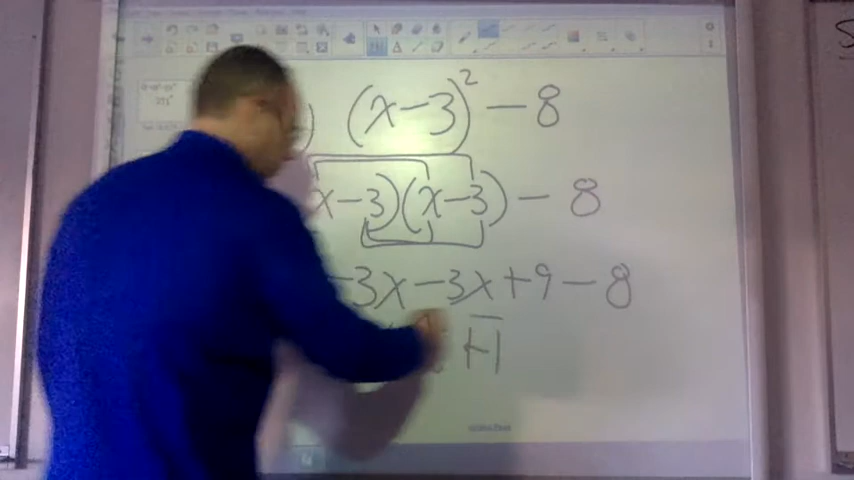 ) (x-3)² - 8
x-3)(x-3) - 8
-3x-3x+9-8
+1